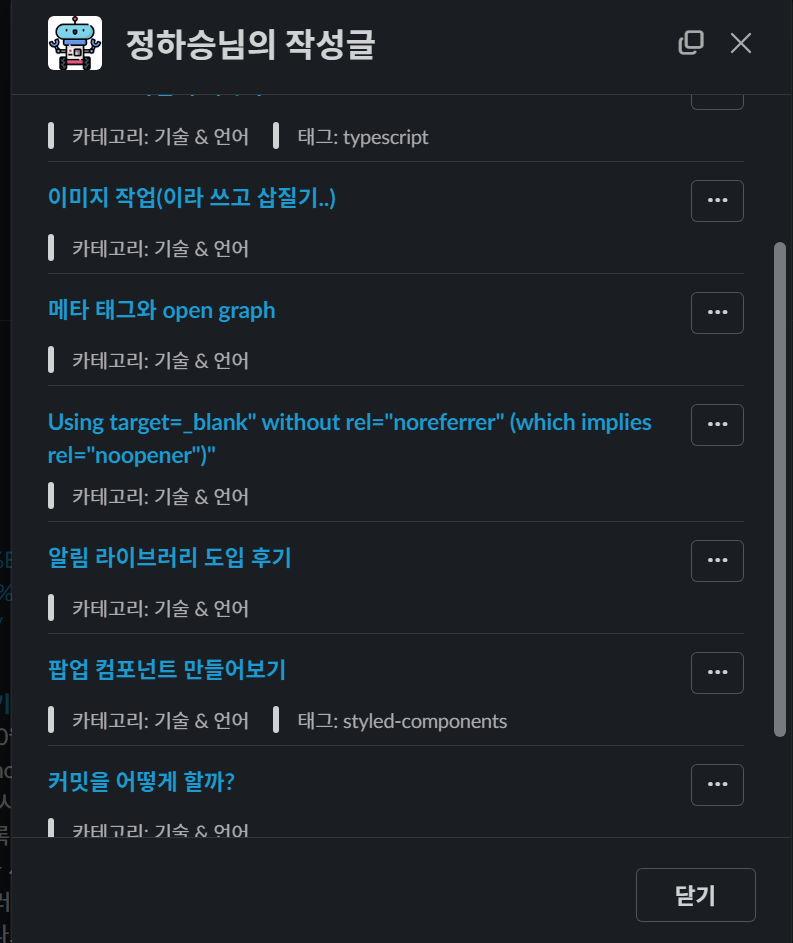 정하승님의 작성글
카테고리: 기술 & 언어 태그: typescript
이미지 작업(이라 쓰고 삽질기..)
카테고리: 기술 & 언어
메타 태그와 open graph
카테고리: 기술 & 언어
Using target=_blank" without rel="noreferrer" (which implies
rel="noopener")"
카테고리: 기술 & 언어
알림 라이브러리 도입 후기
카테고리: 기술 & 언어
팝업 컴포넌트 만들어보기
카테고리: 기술 & 언어 태그: styled-components
커밋을 어떻게 할까?
카테고리: 기술 & 언어
닫기